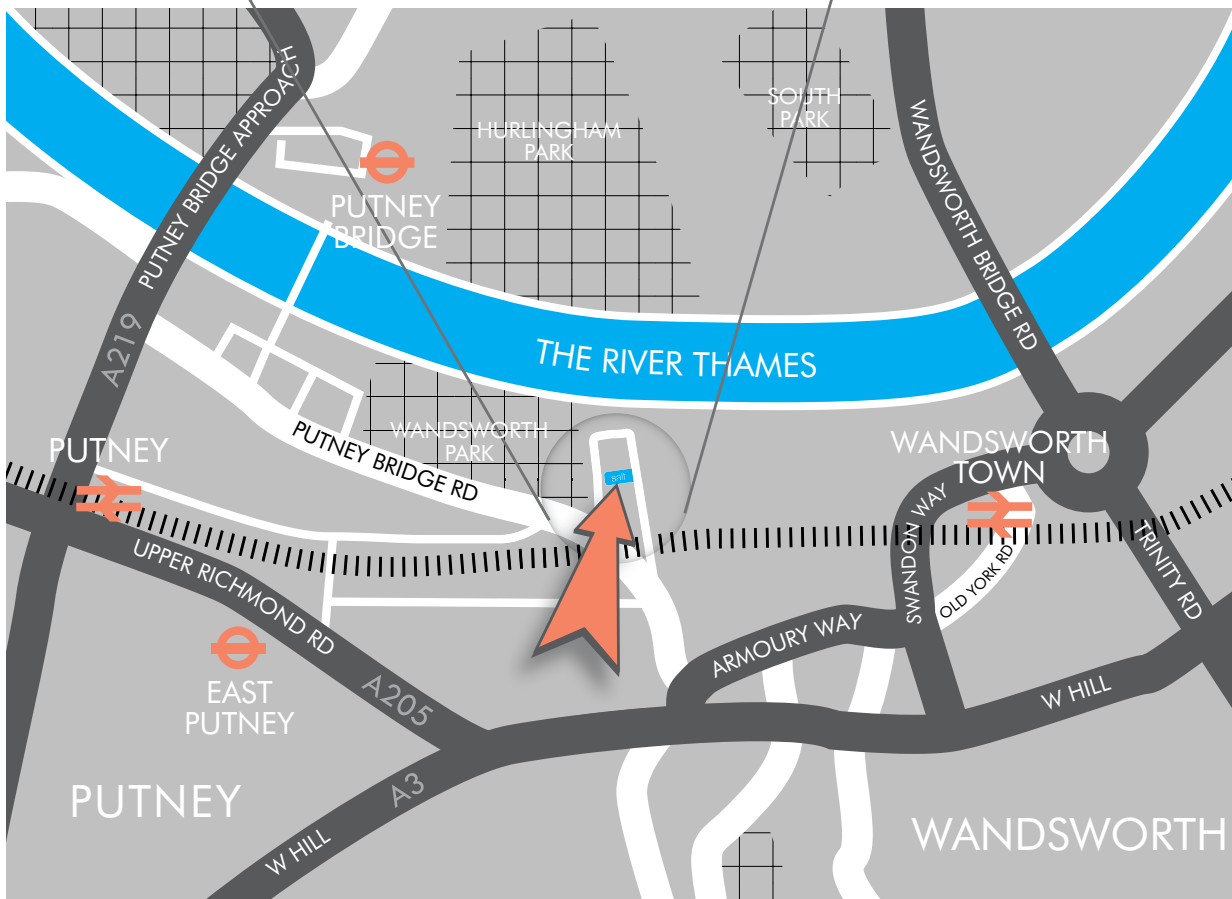 PUTNEY BRIDGE APPROACH
HURLINGHAM
PARK
SOUTH
PARK
WANDSWORTH BRIDGE RD
PUTNEY
BRIDGE
A219
THE RIVER THAMES
PUTNEY
PUTNEY BRIDGE RD
WANDSWORTH
PARK
salt
WANDSWORTH
TOWN
SWANDON WAY
OLD YORK RD
TRINITY RD
UPPER RICHMOND RD
ARMOURY WAY
EAST
PUTNEY
A205
W HILL
PUTNEY
A3
W HILL
WANDSWORTH